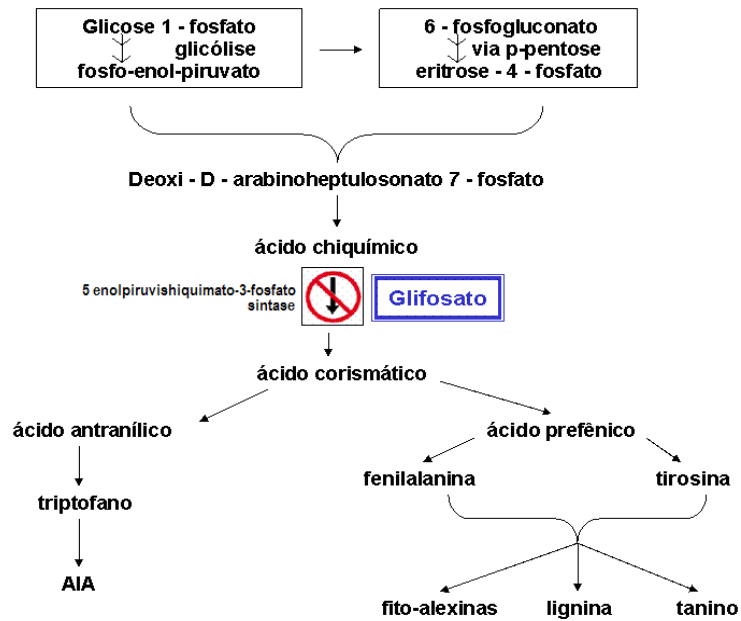 Glicose 1 - fosfato
glicólise
fosfo-enol-piruvato
6 - fosfogluconato
via p-pentose
eritrose - 4 - fosfato
Deoxi - D - arabinoheptulosonato 7 - fosfato
ácido chiquímico
5 enolpiruvishiquimato-3-fosfato
sintase
Glifosato
ácido corismático
ácido antranílico
ácido prefênico
fenilalanina
tirosina
triptofano
AIA
fito-alexinas
lignina
tanino